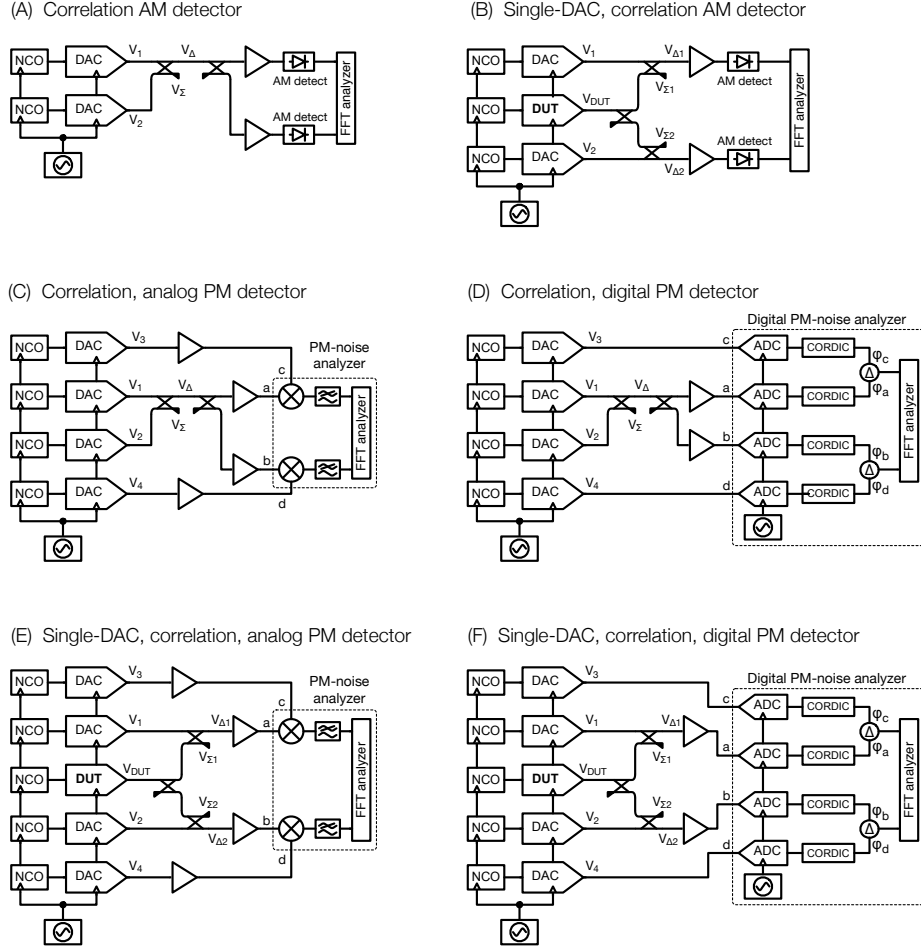 (A) Correlation AM detector
NCO DAC V1 VΔ
AM detect
VΣ
NCO DAC V2
AM detect
FFT analyzer
(B) Single-DAC, correlation AM detector
NCO DAC V1 VΔ1
AM detect
VΣ1
NCO DUT VDUT
VΣ2
AM detect
NCO DAC V2 VΔ2
FFT analyzer
(C) Correlation, analog PM detector
NCO DAC V3
PM-noise
analyzer
c
NCO DAC V1 VΔ a
VΣ
NCO DAC V2 b
NCO DAC V4 d
FFT analyzer
(D) Correlation, digital PM detector
Digital PM-noise analyzer
NCO DAC V3 c ADC CORDIC φc
Δ
NCO DAC V1 VΔ a ADC CORDIC φa
VΣ
NCO DAC V2 b ADC CORDIC φb
Δ
NCO DAC V4 d ADC CORDIC φd
FFT analyzer
(E) Single-DAC, correlation, analog PM detector
NCO DAC V3
PM-noise
analyzer
c
NCO DAC V1 VΔ1 a
VΣ1
NCO DUT VDUT
VΣ2
NCO DAC V2 VΔ2 b
d
NCO DAC V4
FFT analyzer
(F) Single-DAC, correlation, digital PM detector
Digital PM-noise analyzer
NCO DAC V3 c ADC CORDIC φc
Δ
NCO DAC V1 VΔ1 a ADC CORDIC φa
VΣ1
NCO DUT VDUT
VΣ2
NCO DAC V2 VΔ2 b ADC CORDIC φb
Δ
NCO DAC V4 d ADC CORDIC φd
FFT analyzer